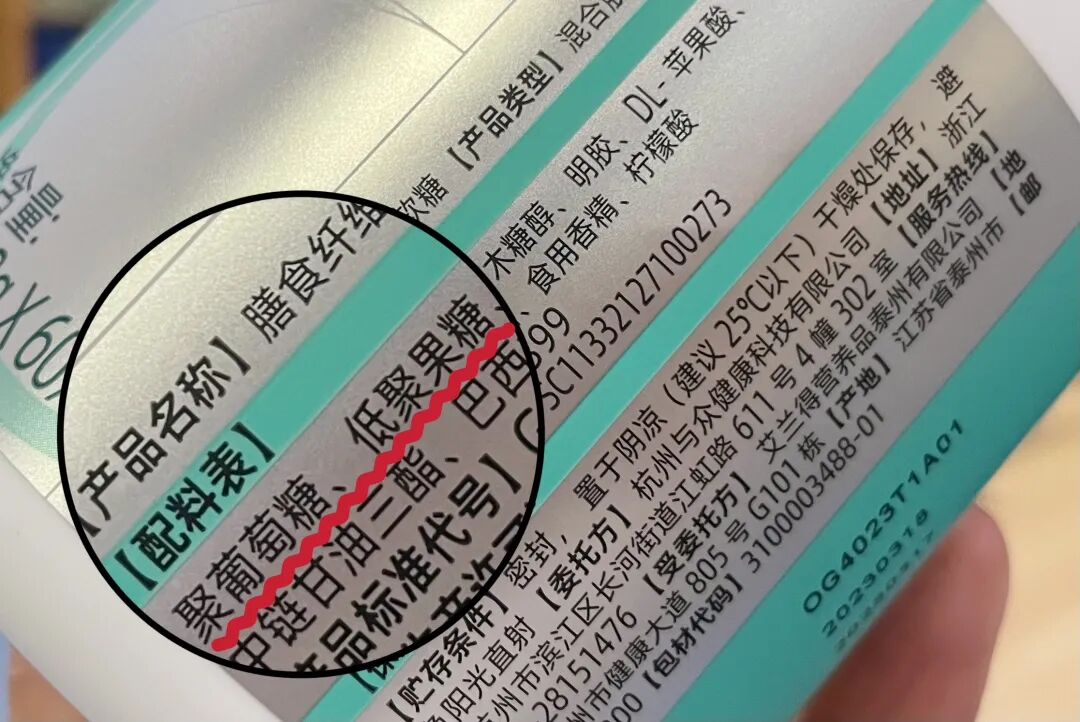 X60
【产品名称】膳食纤维软糖【产品类型】混合胶
【配料表】
聚葡萄糖、低聚果糖、木糖醇、明胶、DL-苹果酸、
中链甘油三酯、巴西、食用香精、柠檬酸
产品标准代号】 399
SC11332127100273
【贮存条件】密封，置于阴凉（建议25℃以下）干燥处保存，避
阳光直射【委托方】杭州与众健康科技有限公司【地址】浙江
杭州市滨江区长河街道江虹路611号4幢302室【服务热线】
28151476【受委托方】艾兰得营养品泰州有限公司【地
州市健康大道805号G101栋【产地】江苏省泰州市【邮
000【包材代码】3100003488-01
OG4023T1A01
20230318